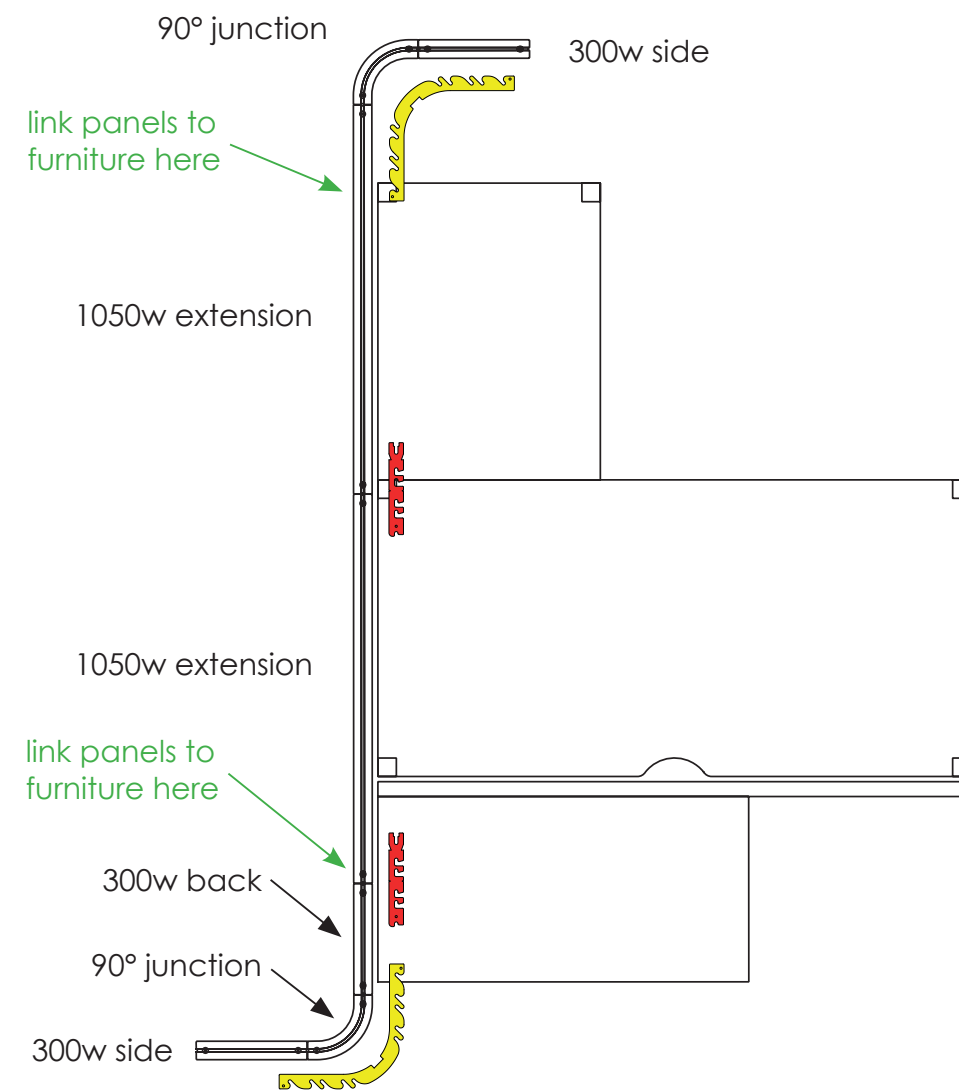 90° junction
300w side
link panels to
furniture here
1050w extension
1050w extension
link panels to
furniture here
300w back
90° junction
300w side